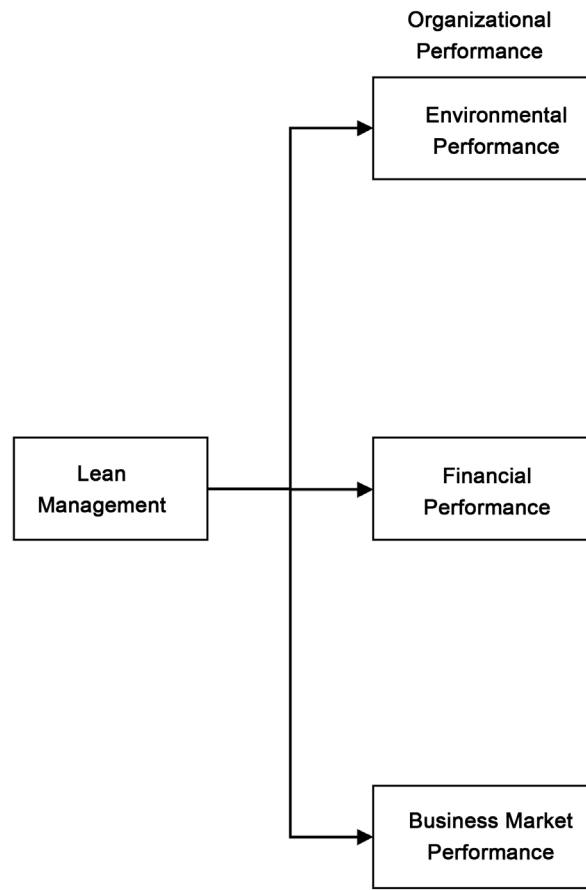 Organizational
Performance
Environmental
Performance
Lean
Management
Financial
Performance
Business Market
Performance